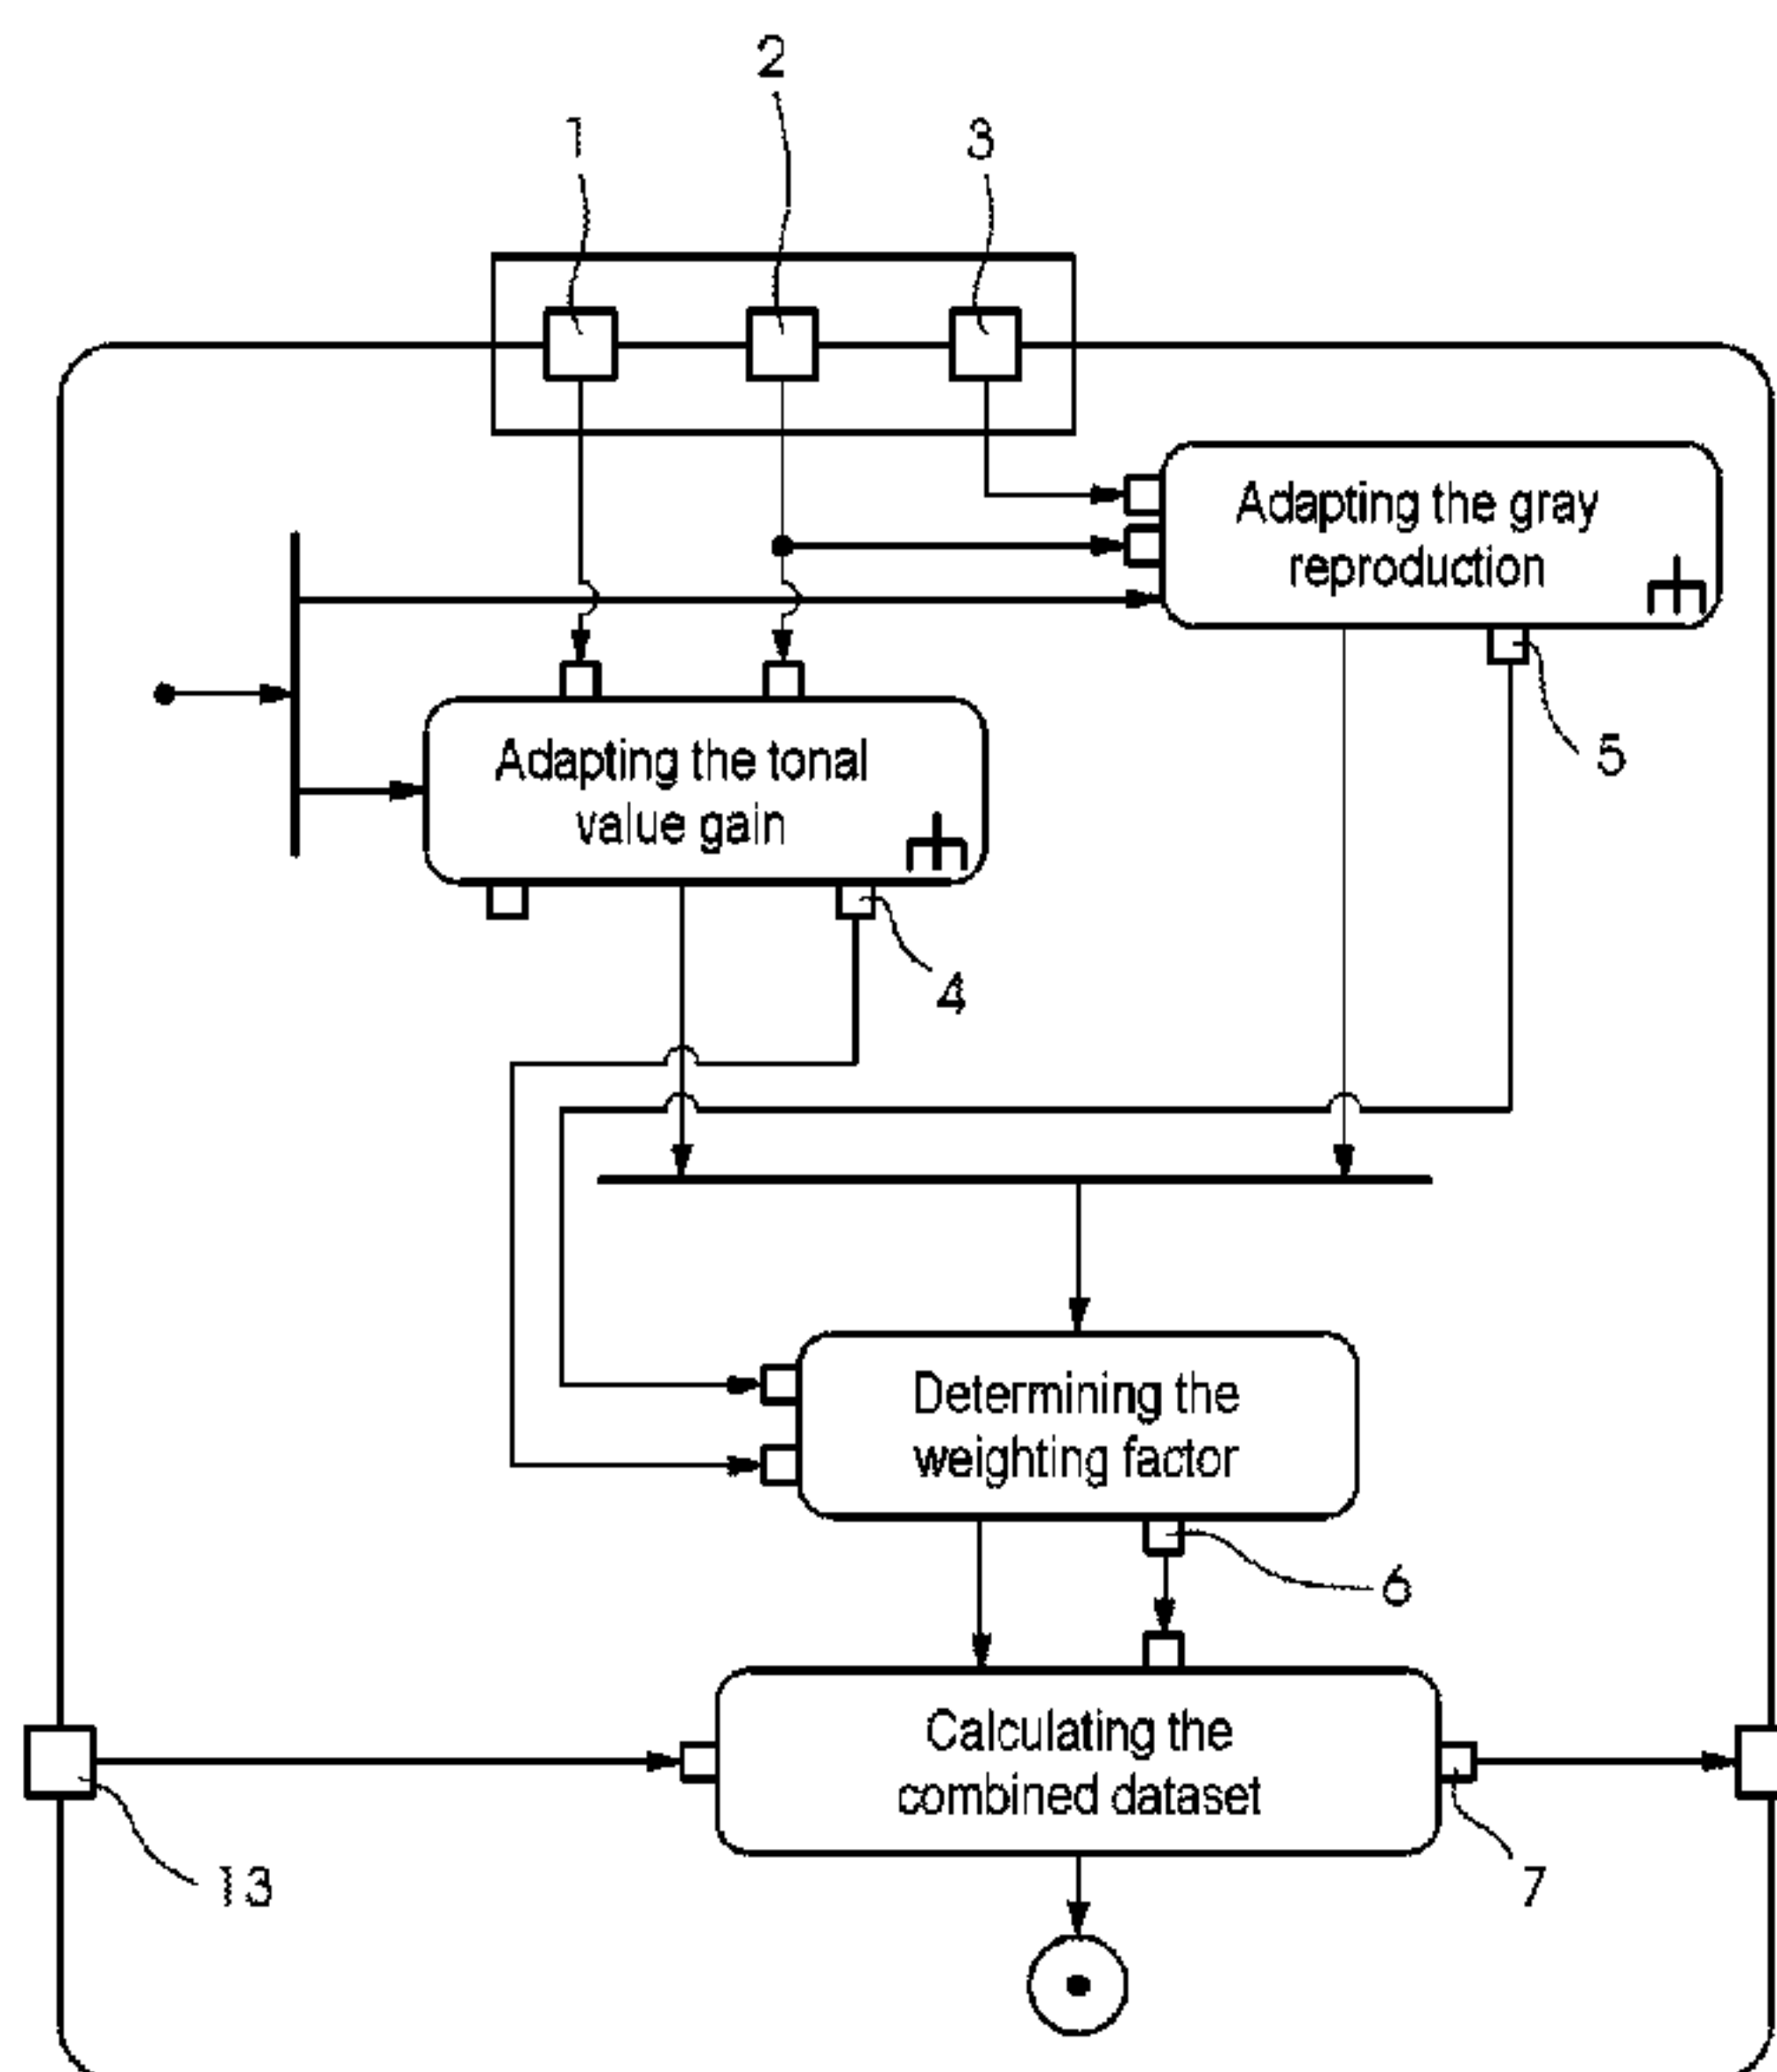 2
1
3
Adapting the gray
reproduction
5
Adapting the tonal
value gain
4
Determining the
weighting factor
6
Calculating the
combined dataset
13
7